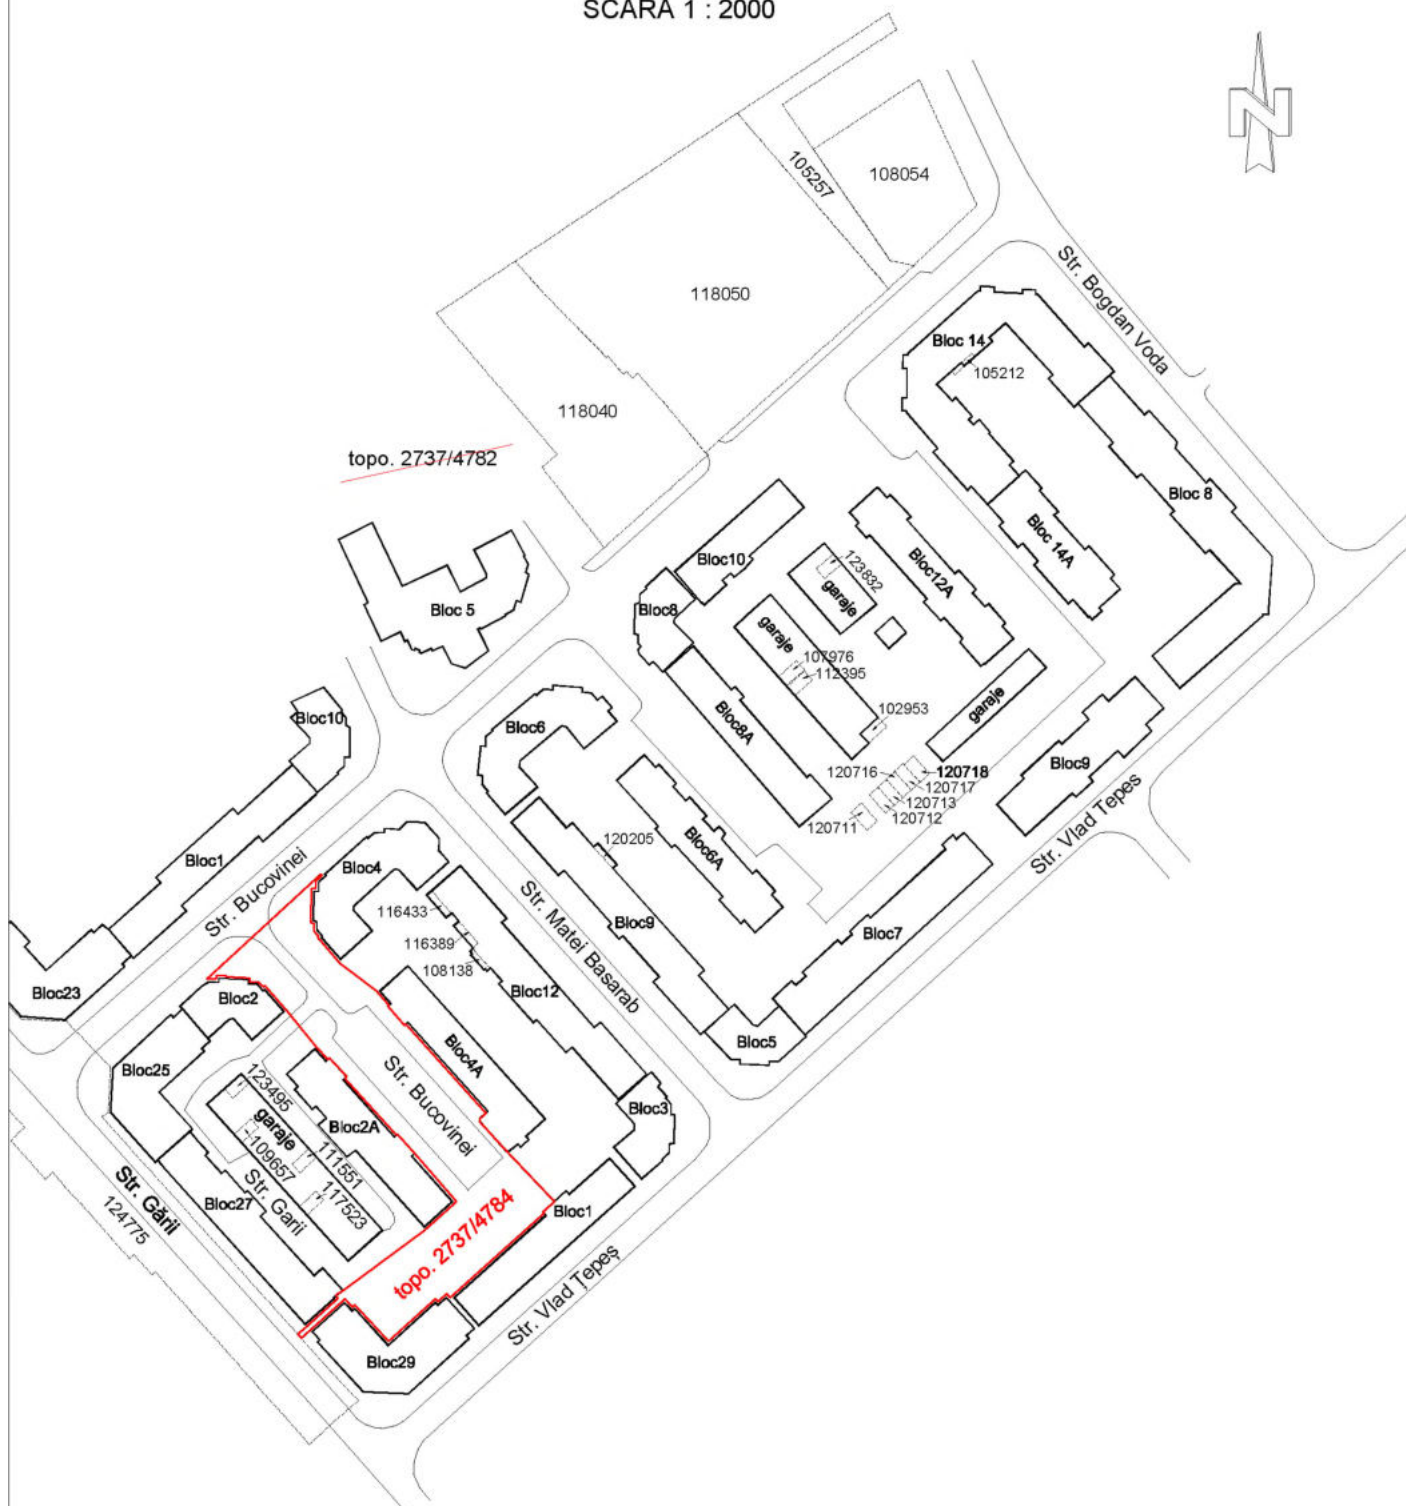 SCARA 1 : 2000
N
105257
108054
118050
Str. Bogdan Voda
Bloc 14
105212
118040
topo. 2737/4782
Bloc 8
Bloc 14A
Bloc10
123832
garaje
Bloc12A
Bloc 5
Bloc8
garaje
107976
112395
Bloc10
Bloc6
Bloc8A
102953
garaje
120716
120718
Bloc9
120717
120713
120712
120711
Str. Vlad Tepes
Bloc1
Str. Bucovinei
Bloc4
120205
Bloc6A
116433
Str. Matei Basarab
Bloc9
Bloc7
116389
108138
Bloc12
Bloc23
Bloc2
Bloc5
Bloc25
Bloc4A
Str. Bucovinei
123495
garaje
Bloc2A
Bloc3
109657
111551
117523
Str. Garii
Bloc27
Str. Gării
124775
Bloc1
topo. 2737/4784
Str. Vlad Tepeș
Bloc29